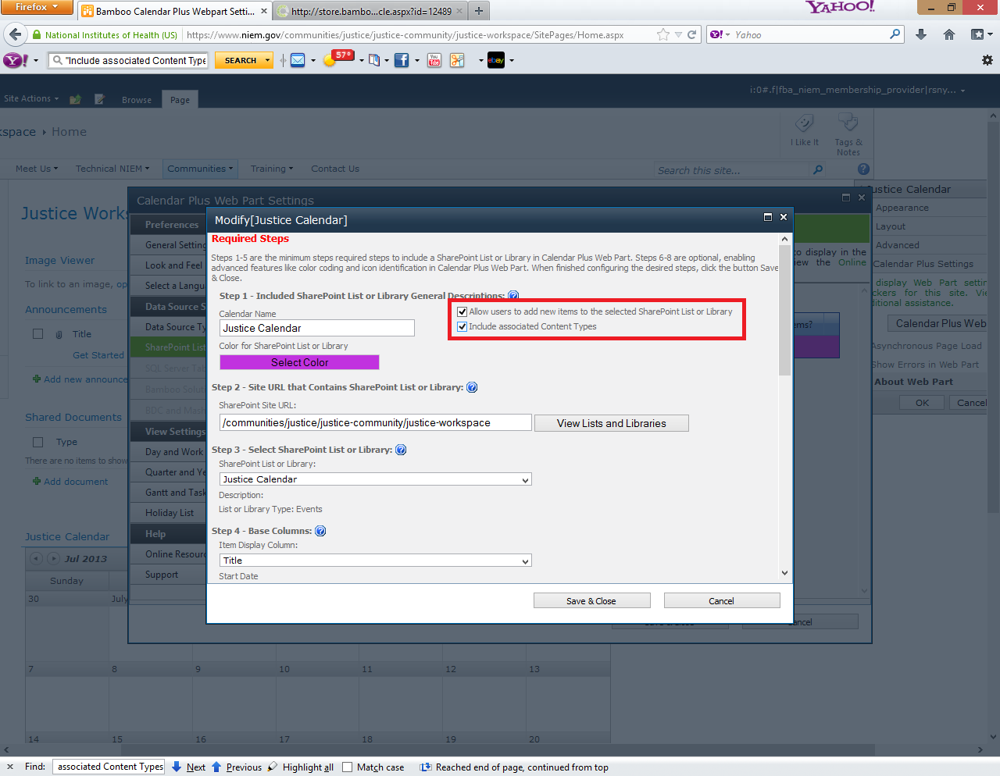 Firefox
Bamboo Calendar Plus Webpart Setti...
http://store.bambo...cle.aspx?id=12489
YAHOO!
National Institutes of Health (US)
https://www.niem.gov/communities/justice/justice-community/justice-workspace/SitePages/Home.aspx
Yahoo
Y!
"Include associated Content Type
SEARCH
57°
You Tube
ebay
Site Actions
Browse
Page
i:0#.f|fba_niem_membership_provider|rsny...
kspace › Home
I Like It
Tags & Notes
Meet Us
Technical NIEM
Communities
Training
Contact Us
Search this site...
Justice Works
Image Viewer
To link to an image, op
Announcements
Title
Get Started
Add new announce
Shared Documents
Type
There are no items to show
Add document
Justice Calendar
Jul 2013
Sunday
30
July
7
8
9
10
11
12
13
14
15
16
17
18
19
20
Calendar Plus Web Part Settings
Preferences
General Setting
Look and Feel
Select a Langu
Data Source S
Data Source Ty
SharePoint List
SQL Server Tab
Bamboo Soluti
BDC and Mash
View Settings
Day and Work
Quarter and Ye
Gantt and Task
Holiday List
Help
Online Resourc
Support
to display in the
iew the Online
ms?
Save & Close
Cancel
Modify[Justice Calendar]
Required Steps
Steps 1-5 are the minimum steps required steps to include a SharePoint List or Library in Calendar Plus Web Part. Steps 6-8 are optional, enabling
advanced features like color coding and icon identification in Calendar Plus Web Part. When finished configuring the desired steps, click the button Save
& Close.
Step 1 - Included SharePoint List or Library General Descriptions:
Calendar Name
Justice Calendar
Allow users to add new items to the selected SharePoint List or Library
Include associated Content Types
Color for SharePoint List or Library
Select Color
Step 2 - Site URL that Contains SharePoint List or Library:
SharePoint Site URL:
/communities/justice/justice-community/justice-workspace
View Lists and Libraries
Step 3 - Select SharePoint List or Library:
SharePoint List or Library:
Justice Calendar
Description:
List or Library Type: Events
Step 4 - Base Columns:
Item Display Column:
Title
Start Date
Save & Close
Cancel
ustice Calendar
Appearance
Layout
Advanced
Calendar Plus Settings
display Web Part settin
ckers for this site. Vie
ditional assistance.
Calendar Plus Web
Asynchronous Page Load
Show Errors in Web Part
About Web Part
OK
Cancel
Find:
associated Content Types
Next
Previous
Highlight all
Match case
Reached end of page, continued from top